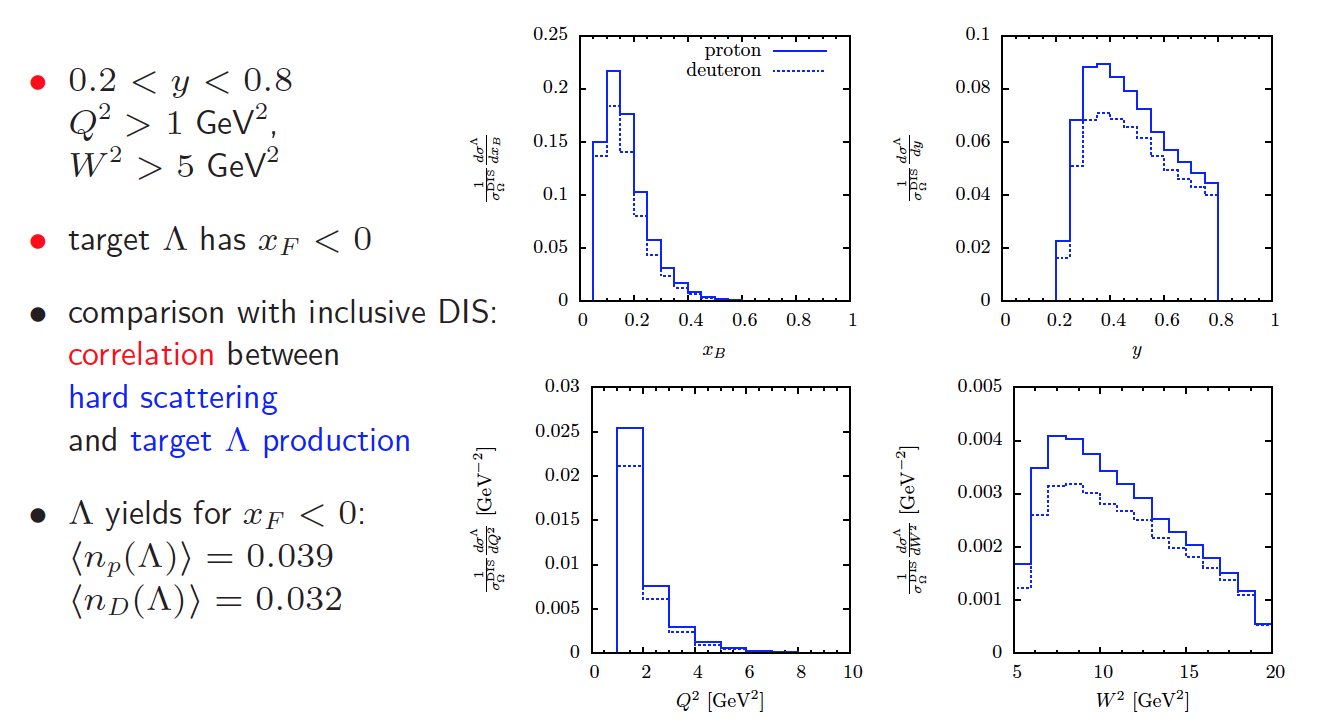 • 0.2 < y < 0.8
Q² > 1 GeV²,
W² > 5 GeV²
• target Λ has x_F < 0
• comparison with inclusive DIS:
correlation between
hard scattering
and target Λ production
• Λ yields for x_F < 0:
⟨n_p(Λ)⟩ = 0.039
⟨n_D(Λ)⟩ = 0.032
proton
deuteron
0.25
0.2
0.15
0.1
0.05
0
0 0.2 0.4 0.6 0.8 1
x_B
1/σ_Ω^DIS dσ^Λ/dx_B
0.1
0.08
0.06
0.04
0.02
0
0 0.2 0.4 0.6 0.8 1
y
1/σ_Ω^DIS dσ^Λ/dy
0.03
0.025
0.02
0.015
0.01
0.005
0
0 2 4 6 8 10
Q² [GeV²]
1/σ_Ω^DIS dσ^Λ/dQ² [GeV⁻²]
0.005
0.004
0.003
0.002
0.001
0
5 10 15 20
W² [GeV²]
1/σ_Ω^DIS dσ^Λ/dW² [GeV⁻²]